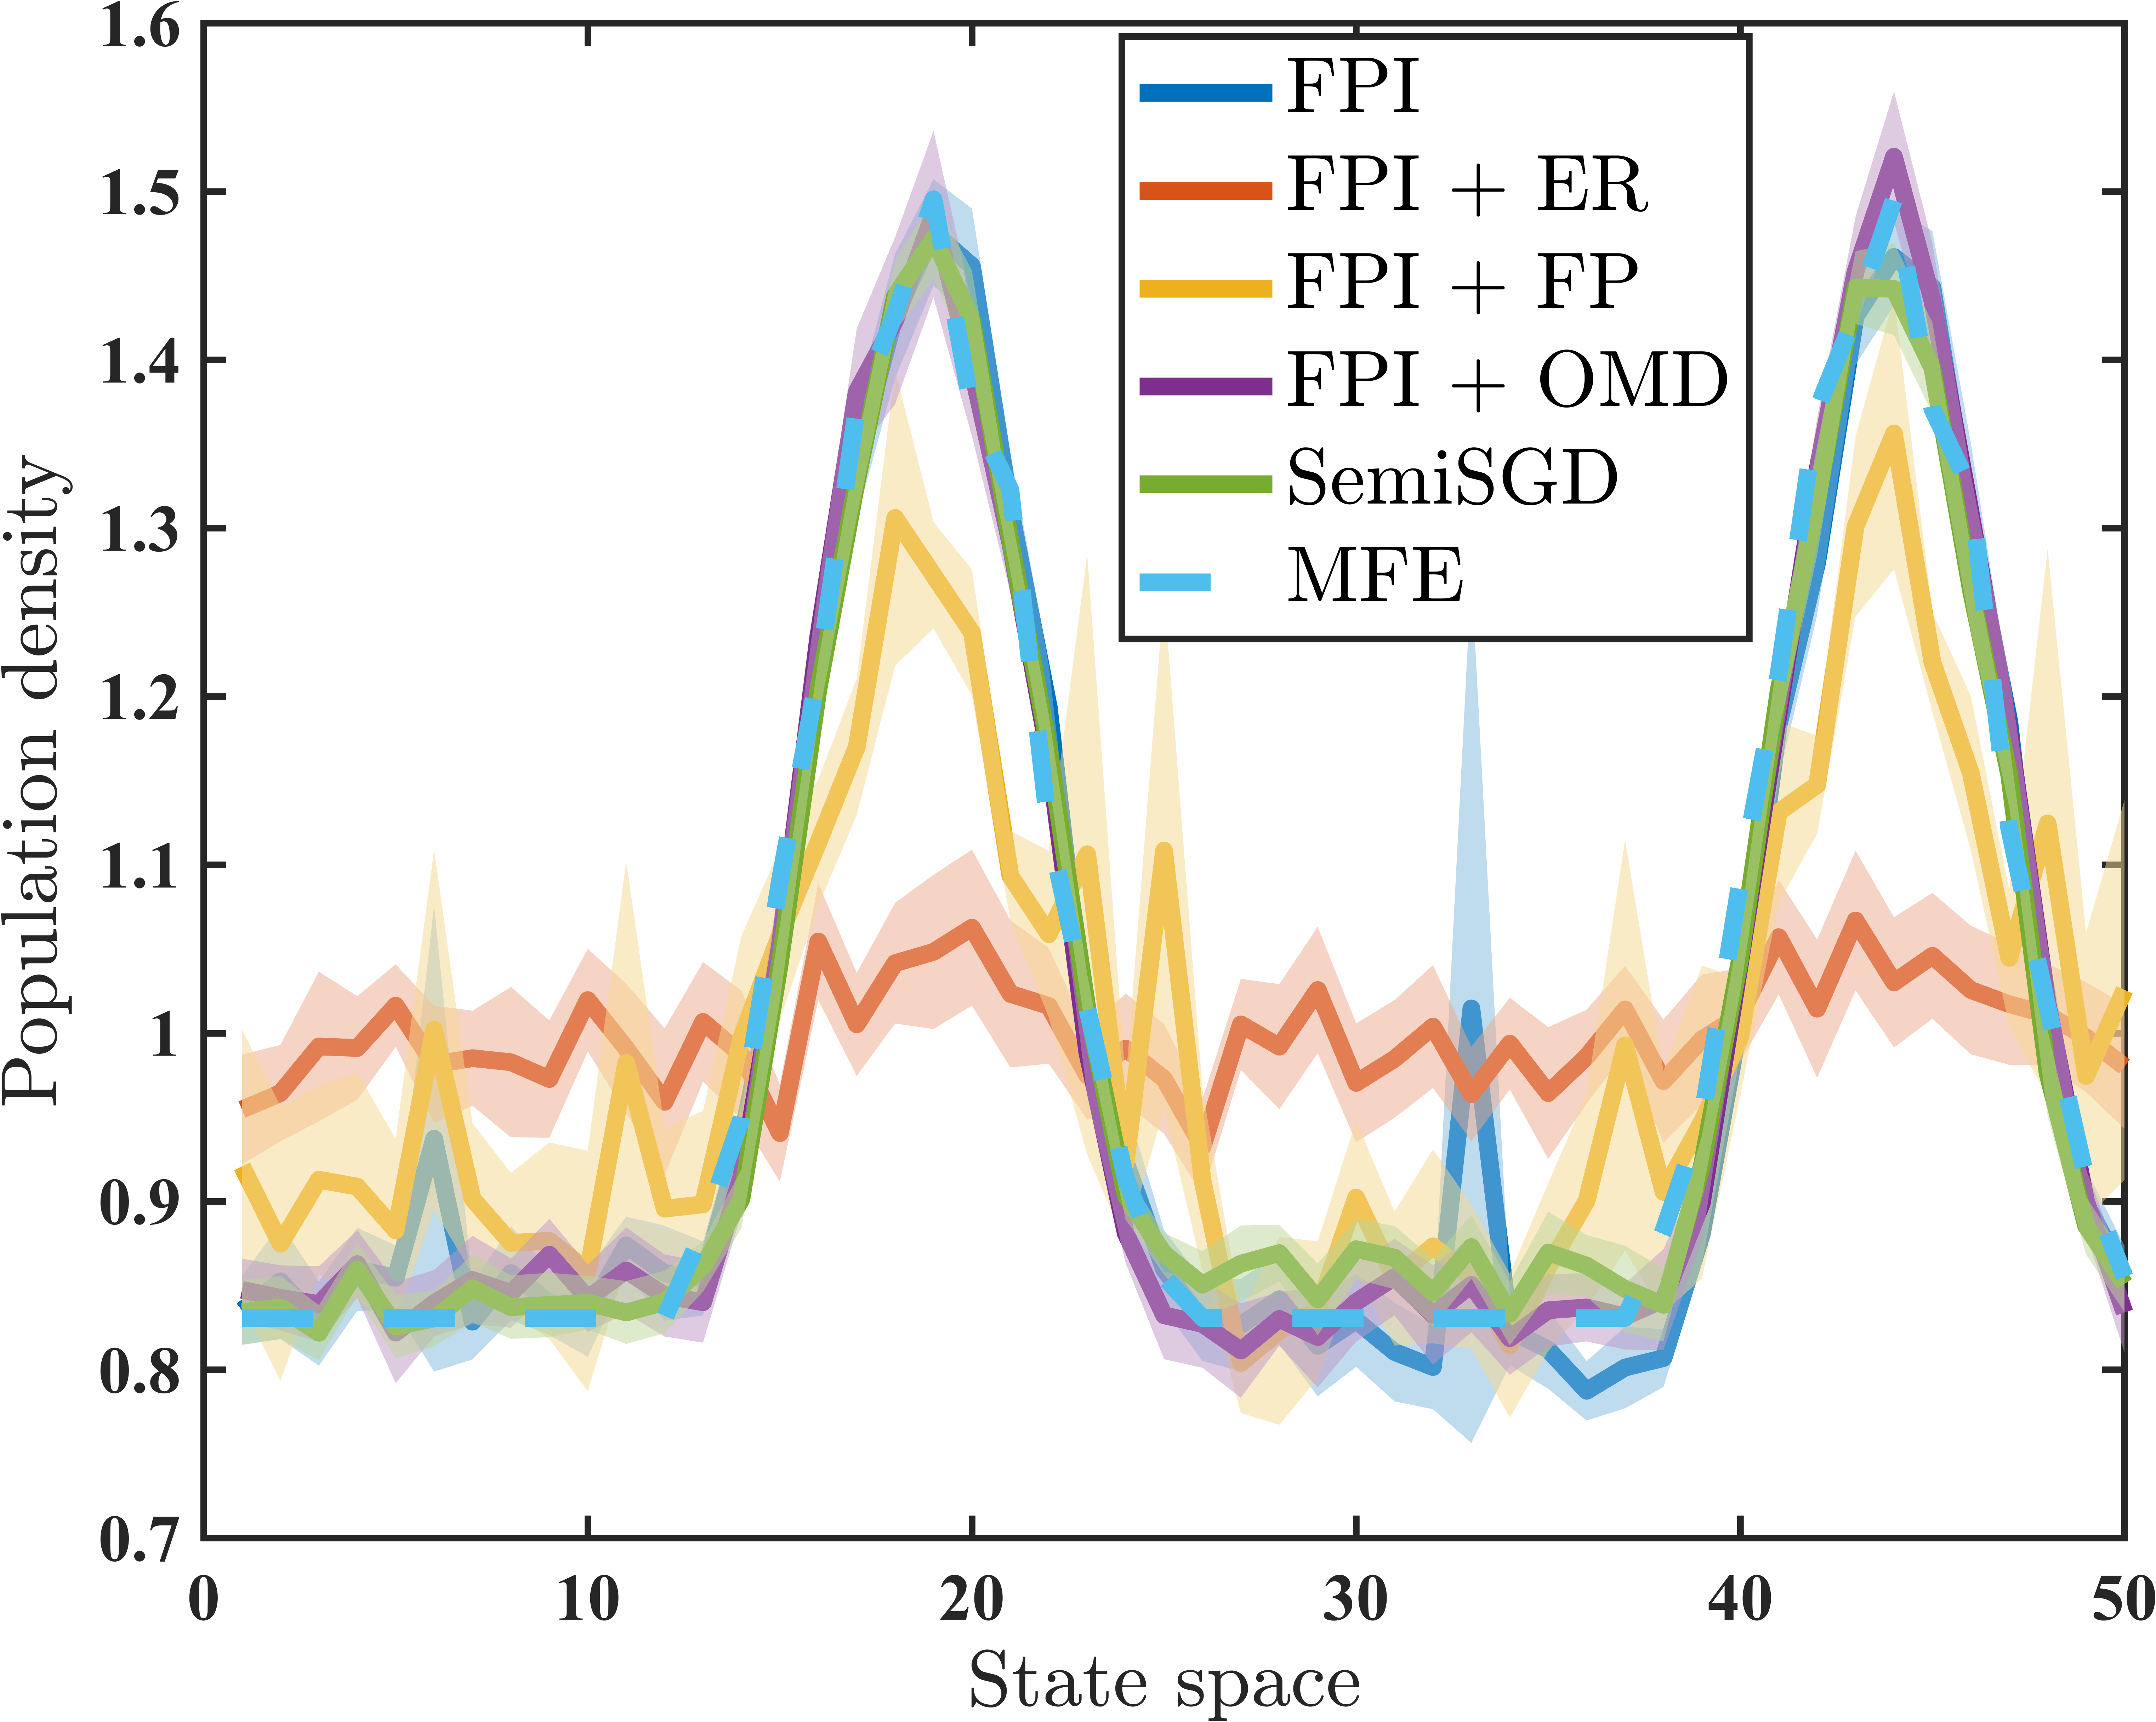 Population density
1.6
1.5
1.4
1.3
1.2
1.1
1
0.9
0.8
0.7
FPI
FPI + ER
FPI + FP
FPI + OMD
SemiSGD
MFE
0 10 20 30 40 50
State space